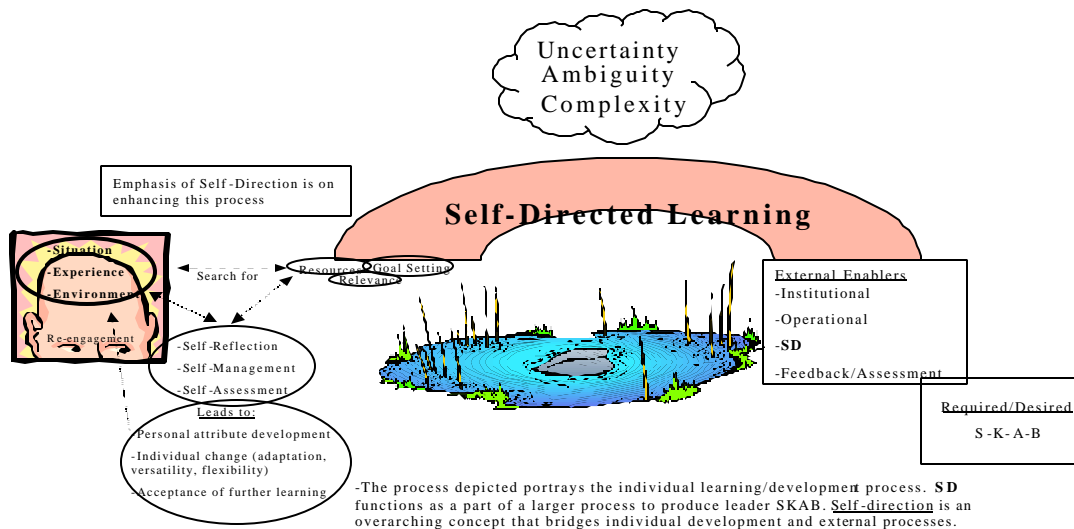 Uncertainty
Ambiguity
Complexity
Emphasis of Self-Direction is on
enhancing this process
Self-Directed Learning
-Situation
-Experience
-Environment
Re-engagement
Search for
Resources
Goal Setting
Relevance
-Self-Reflection
-Self-Management
-Self-Assessment
Leads to:
-Personal attribute development
-Individual change (adaptation,
versatility, flexibility)
-Acceptance of further learning
External Enablers
-Institutional
-Operational
-SD
-Feedback/Assessment
Required/Desired
S-K-A-B
-The process depicted portrays the individual learning/development process. SD
functions as a part of a larger process to produce leader SKAB. Self-direction is an
overarching concept that bridges individual development and external processes.